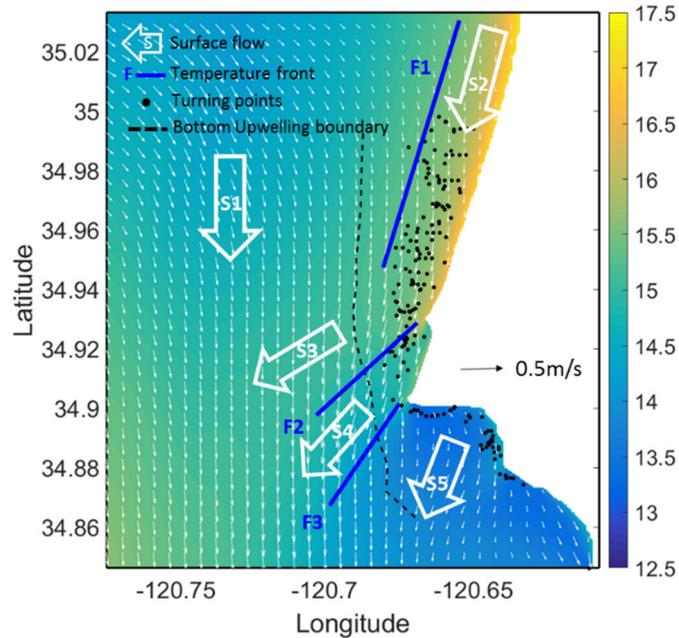 S Surface flow
F Temperature front
Turning points
Bottom Upwelling boundary
F1
S2
S1
S3
F2
S4
F3
S5
0.5m/s
35.02
35
34.98
34.96
34.94
34.92
34.9
34.88
34.86
Latitude
-120.75
-120.7
-120.65
Longitude
17.5
17
16.5
16
15.5
15
14.5
14
13.5
13
12.5